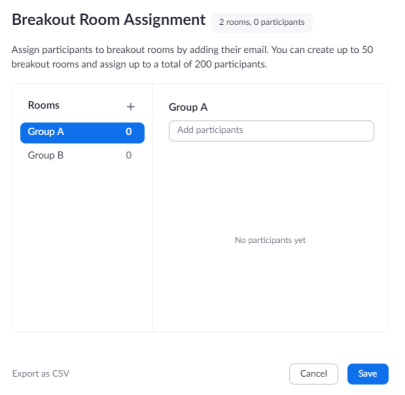 Breakout Room Assignment 2 rooms, 0 participants
Assign participants to breakout rooms by adding their email. You can create up to 50
breakout rooms and assign up to a total of 200 participants.
Rooms +
Group A 0
Group B 0
Group A
Add participants
No participants yet
Export as CSV
Cancel Save